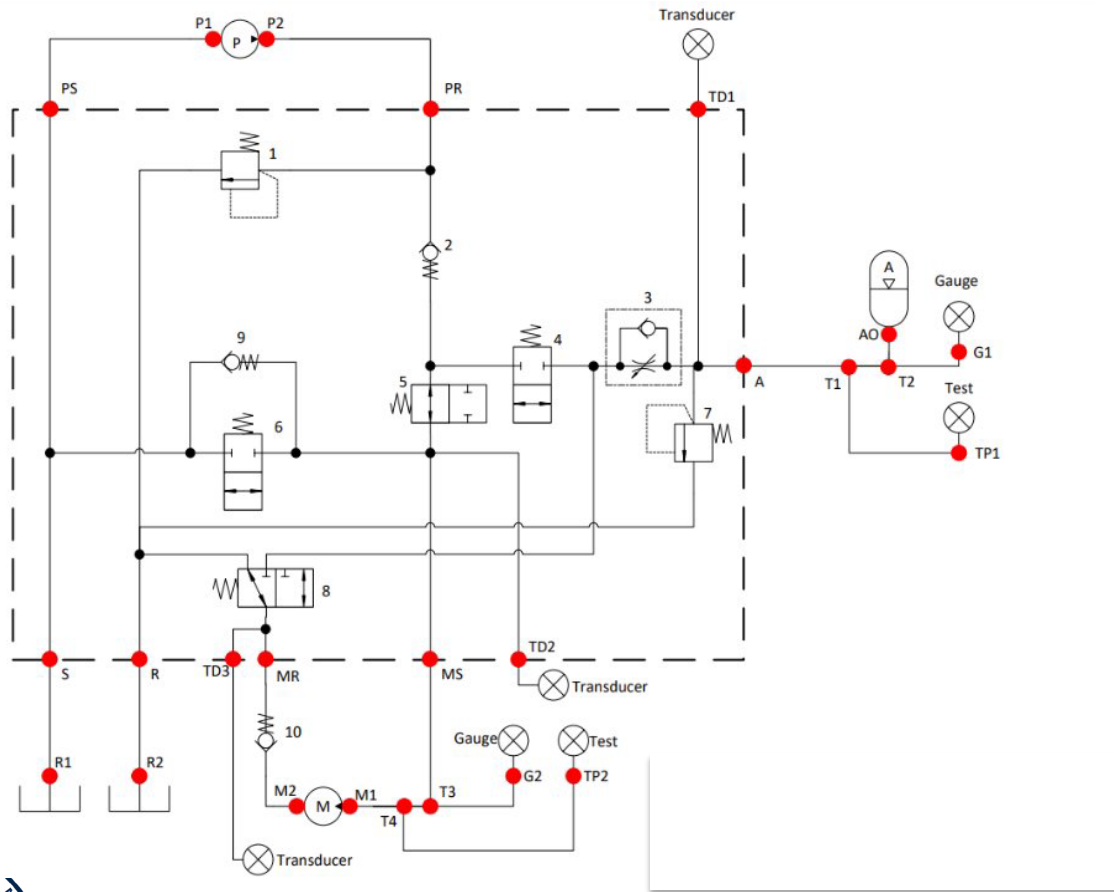 Transducer
P1
P2
P
PS
PR
TD1
1
2
3
A
Gauge
9
4
AO
G1
5
A
T1
T2
Test
6
7
TP1
8
TD2
S
R
TD3
MR
MS
Transducer
10
Gauge
Test
R1
R2
G2
TP2
M2
M
M1
T3
T4
Transducer